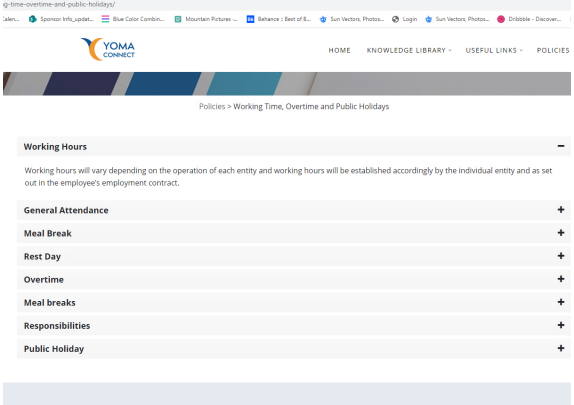 g-time-overtime-and-public-holidays/
Calen... Sponsor Info_updat... Blue Color Combin... Mountain Pictures ... Behance : Best of B... Sun Vectors, Photos... Login Sun Vectors, Photos... Dribbble - Discover...
YOMA
CONNECT
HOME KNOWLEDGE LIBRARY USEFUL LINKS POLICIES
Policies > Working Time, Overtime and Public Holidays
Working Hours
Working hours will vary depending on the operation of each entity and working hours will be established accordingly by the individual entity and as set
out in the employee's employment contract.
General Attendance
Meal Break
Rest Day
Overtime
Meal breaks
Responsibilities
Public Holiday